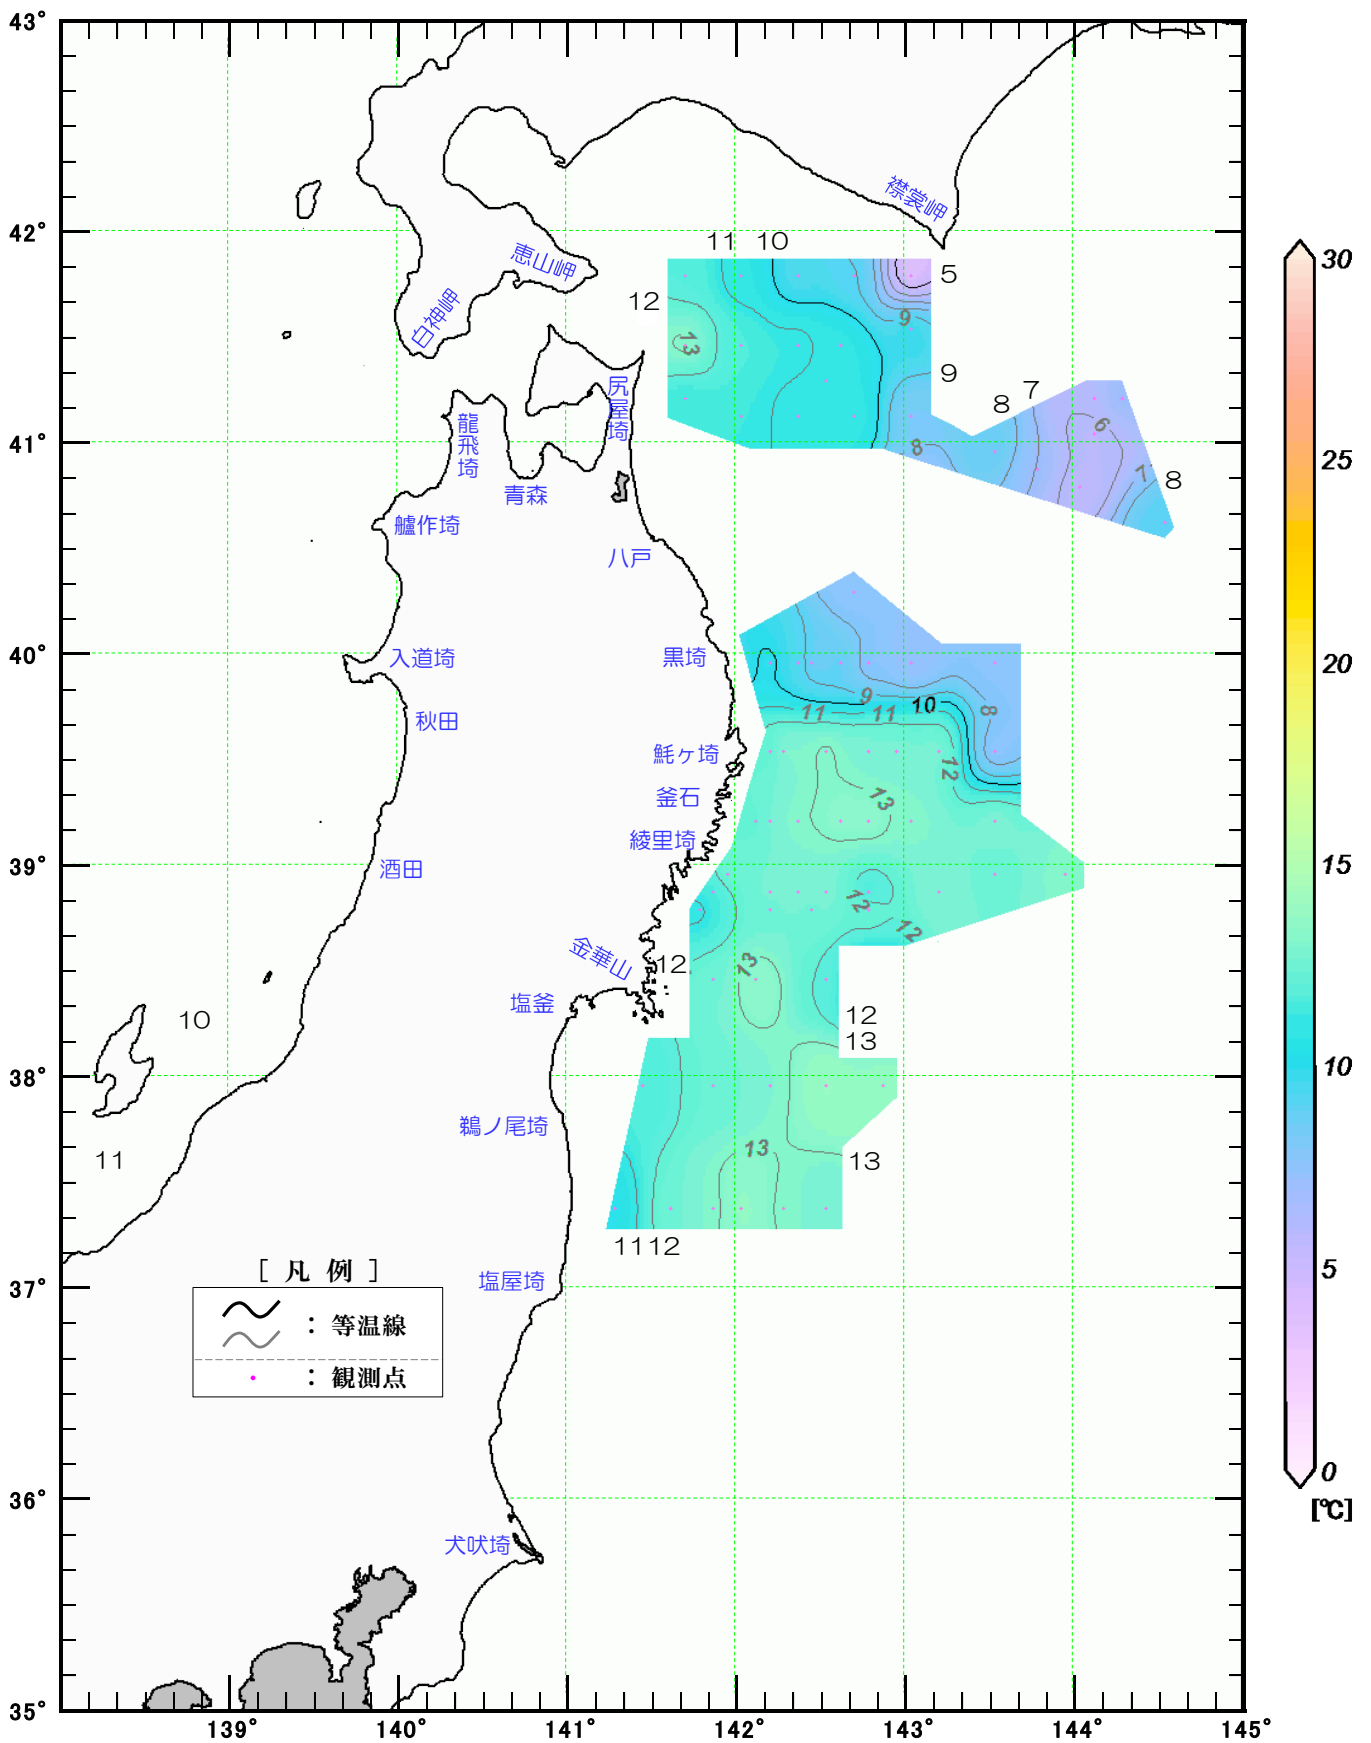 43°
襟裳岬
42°
11 10
恵山岬
5
30
12
白神岬
9
13
9
尻屋埼
7
8
龍飛埼
6
41°
8
25
7
8
青森
艫作埼
八戸
20
40°
入道埼
黒埼
9
10
8
秋田
11
11
魹ヶ埼
12
釜石
13
綾里埼
15
39°
酒田
12
12
金華山
12
13
塩釜
10
12
13
10
38°
鵜ノ尾埼
13
11
13
1112
5
[ 凡 例 ]
37°
塩屋埼
: 等温線
: 観測点
0
36°
[℃]
犬吠埼
35°
139° 140° 141° 142° 143° 144° 145°